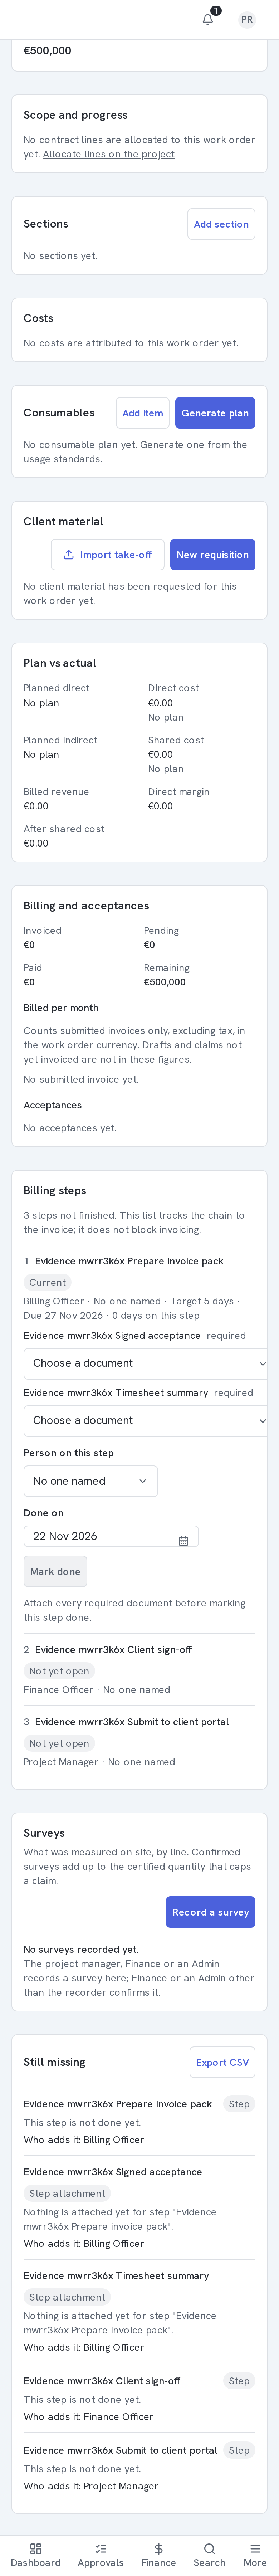 1
PR
€500,000
Scope and progress
No contract lines are allocated to this work order
yet. Allocate lines on the project
Sections
Add section
No sections yet.
Costs
No costs are attributed to this work order yet.
Consumables
Add item
Generate plan
No consumable plan yet. Generate one from the
usage standards.
Client material
Import take-off
New requisition
No client material has been requested for this
work order yet.
Plan vs actual
Planned direct
No plan
Direct cost
€0.00
No plan
Planned indirect
No plan
Shared cost
€0.00
No plan
Billed revenue
€0.00
Direct margin
€0.00
After shared cost
€0.00
Billing and acceptances
Invoiced
€0
Pending
€0
Paid
€0
Remaining
€500,000
Billed per month
Counts submitted invoices only, excluding tax, in
the work order currency. Drafts and claims not
yet invoiced are not in these figures.
No submitted invoice yet.
Acceptances
No acceptances yet.
Billing steps
3 steps not finished. This list tracks the chain to
the invoice; it does not block invoicing.
1 Evidence mwrr3k6x Prepare invoice pack
Current
Billing Officer · No one named · Target 5 days ·
Due 27 Nov 2026 · 0 days on this step
Evidence mwrr3k6x Signed acceptance required
Choose a document
Evidence mwrr3k6x Timesheet summary required
Choose a document
Person on this step
No one named
Done on
22 Nov 2026
Mark done
Attach every required document before marking
this step done.
2 Evidence mwrr3k6x Client sign-off
Not yet open
Finance Officer · No one named
3 Evidence mwrr3k6x Submit to client portal
Not yet open
Project Manager · No one named
Surveys
What was measured on site, by line. Confirmed
surveys add up to the certified quantity that caps
a claim.
Record a survey
No surveys recorded yet.
The project manager, Finance or an Admin
records a survey here; Finance or an Admin other
than the recorder confirms it.
Still missing
Export CSV
Evidence mwrr3k6x Prepare invoice pack
Step
This step is not done yet.
Who adds it: Billing Officer
Evidence mwrr3k6x Signed acceptance
Step attachment
Nothing is attached yet for step "Evidence
mwrr3k6x Prepare invoice pack".
Who adds it: Billing Officer
Evidence mwrr3k6x Timesheet summary
Step attachment
Nothing is attached yet for step "Evidence
mwrr3k6x Prepare invoice pack".
Who adds it: Billing Officer
Evidence mwrr3k6x Client sign-off
Step
This step is not done yet.
Who adds it: Finance Officer
Evidence mwrr3k6x Submit to client portal
Step
This step is not done yet.
Who adds it: Project Manager
Dashboard
Approvals
Finance
Search
More